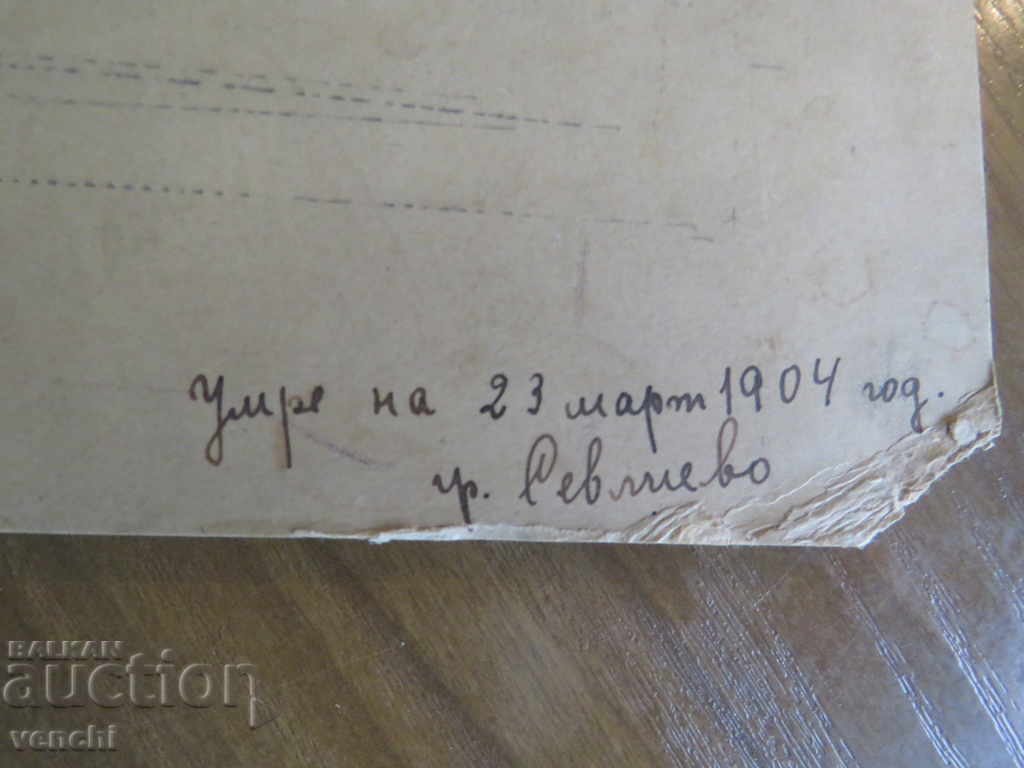 Умре на 23 март 1904 год.
гр. Севлиево
BALKAN
auction
venchi